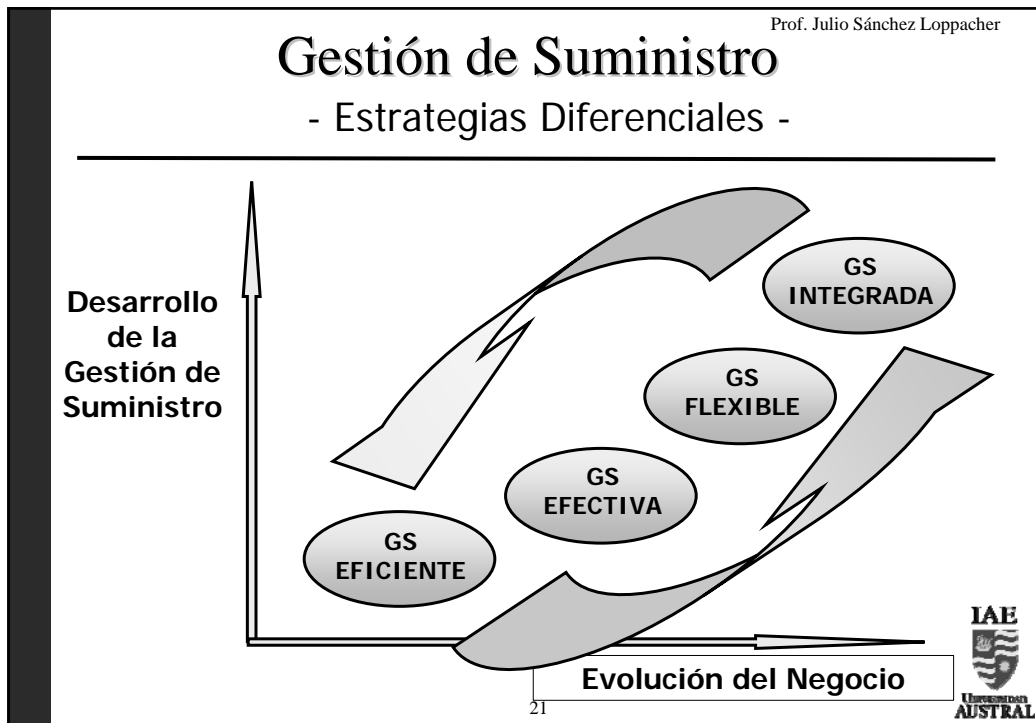 Prof. Julio Sánchez Loppacher
Gestión de Suministro
- Estrategias Diferenciales -
Desarrollo
de la
Gestión de
Suministro
GS
INTEGRADA
GS
FLEXIBLE
GS
EFECTIVA
GS
EFICIENTE
Evolución del Negocio
21
IAE
UNIVERSIDAD
AUSTRAL